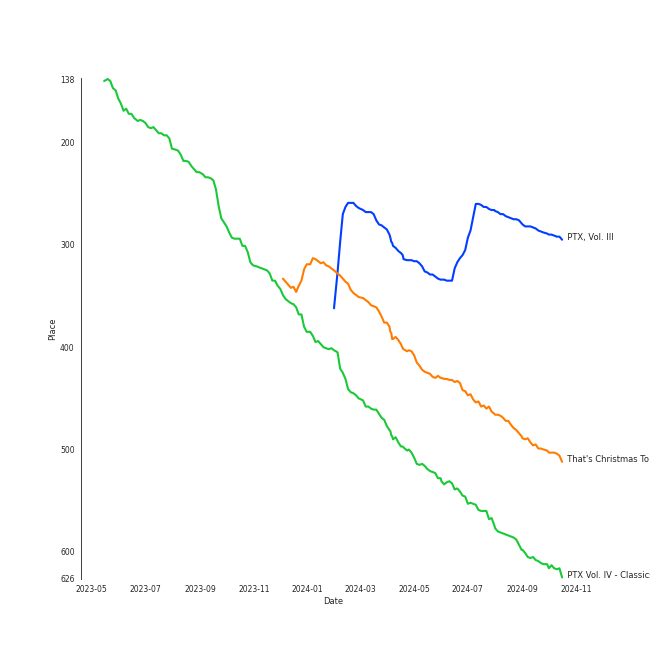 138
200
300
400
500
600
626
Place
2023-05 2023-07 2023-09 2023-11 2024-01 2024-03 2024-05 2024-07 2024-09 2024-11
Date
PTX, Vol. III
That's Christmas To
PTX Vol. IV - Classic